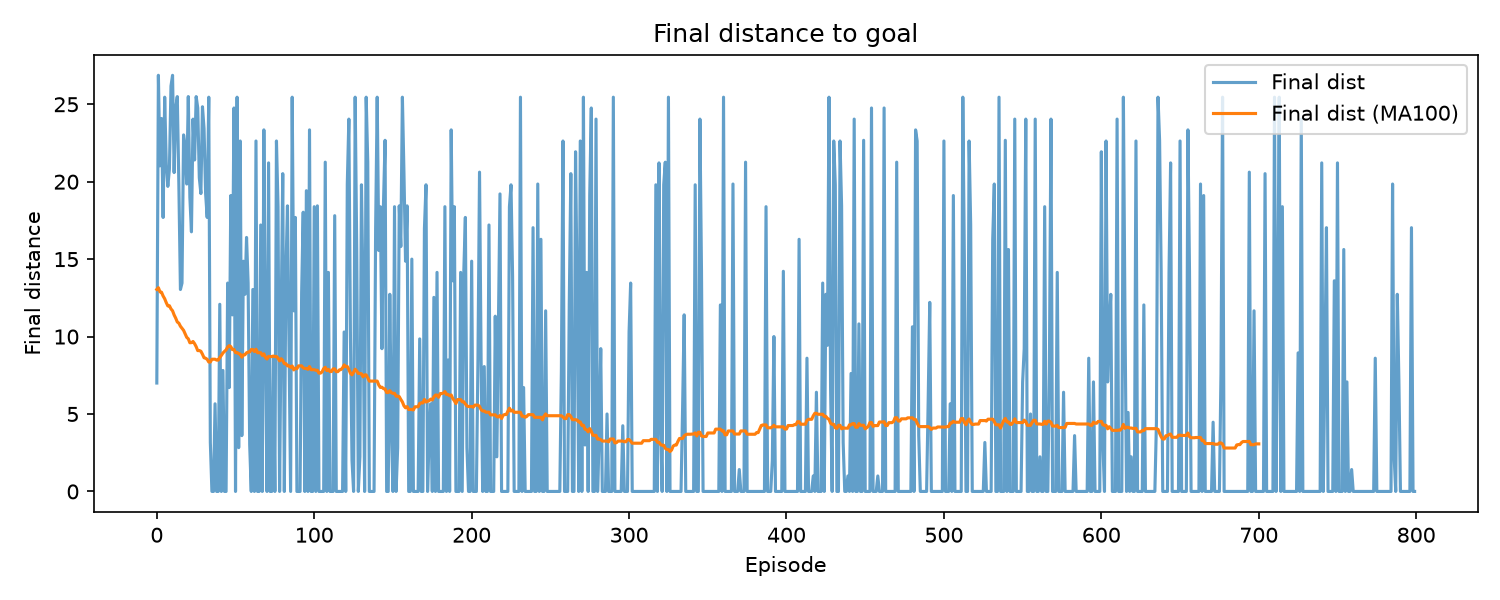 Final distance to goal
Final dist
Final dist (MA100)
Final distance
25
20
15
10
5
0
0 100 200 300 400 500 600 700 800
Episode